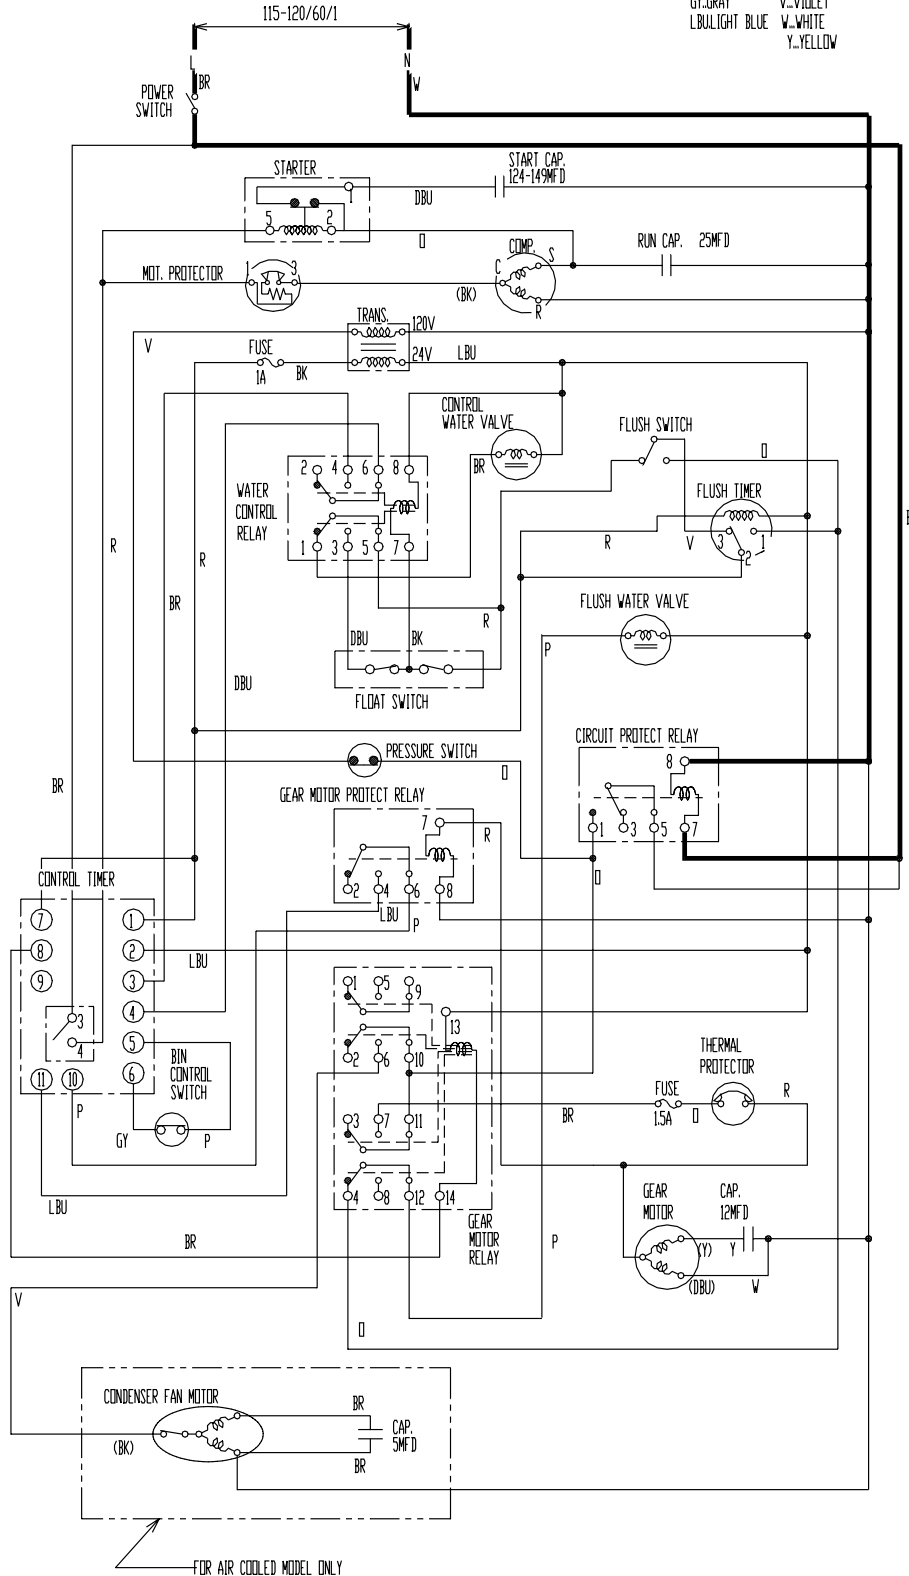 115-120/60/1
GY..GRAY V...VIOLET
LBU.LIGHT BLUE W...WHITE
Y...YELLOW
L
N
BR
W
POWER
SWITCH
STARTER
START CAP.
124-149MFD
1
DBU
5
2
COMP.
S
RUN CAP. 25MFD
MOT. PROTECTOR
1
3
C
(BK)
R
TRANS.
120V
V
FUSE
24V
LBU
1A
BK
CONTROL
WATER VALVE
FLUSH SWITCH
BR
2
4
6
8
WATER
CONTROL
RELAY
FLUSH TIMER
1
3
5
7
R
V
3
1
2
R
R
BR
FLUSH WATER VALVE
R
DBU
BK
P
DBU
FLOAT SWITCH
CIRCUIT PROTECT RELAY
PRESSURE SWITCH
8
BR
GEAR MOTOR PROTECT RELAY
7
R
1
3
5
7
CONTROL TIMER
2
4
6
8
LBU
P
7
1
8
2
LBU
9
3
1
5
9
4
3
13
4
5
BIN
CONTROL
SWITCH
2
6
10
THERMAL
PROTECTOR
11
10
6
FUSE
R
P
3
7
11
BR
1.5A
GY
P
4
8
12
14
LBU
GEAR
MOTOR
CAP.
12MFD
GEAR
MOTOR
RELAY
BR
P
(Y)
Y
(DBU)
W
V
CONDENSER FAN MOTOR
BR
CAP.
5MFD
(BK)
BR
FOR AIR COOLED MODEL ONLY